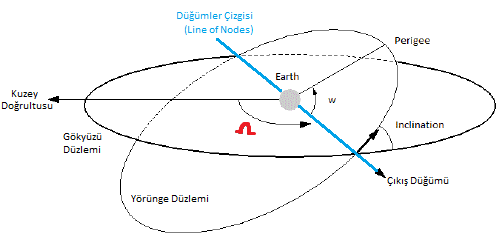 Düğümler Çizgisi
(Line of Nodes)
Perigee
Earth
Kuzey
Doğrultusu
w
Ω
Inclination
Gökyüzü
Düzlemi
Çıkış Düğümü
Yörünge Düzlemi